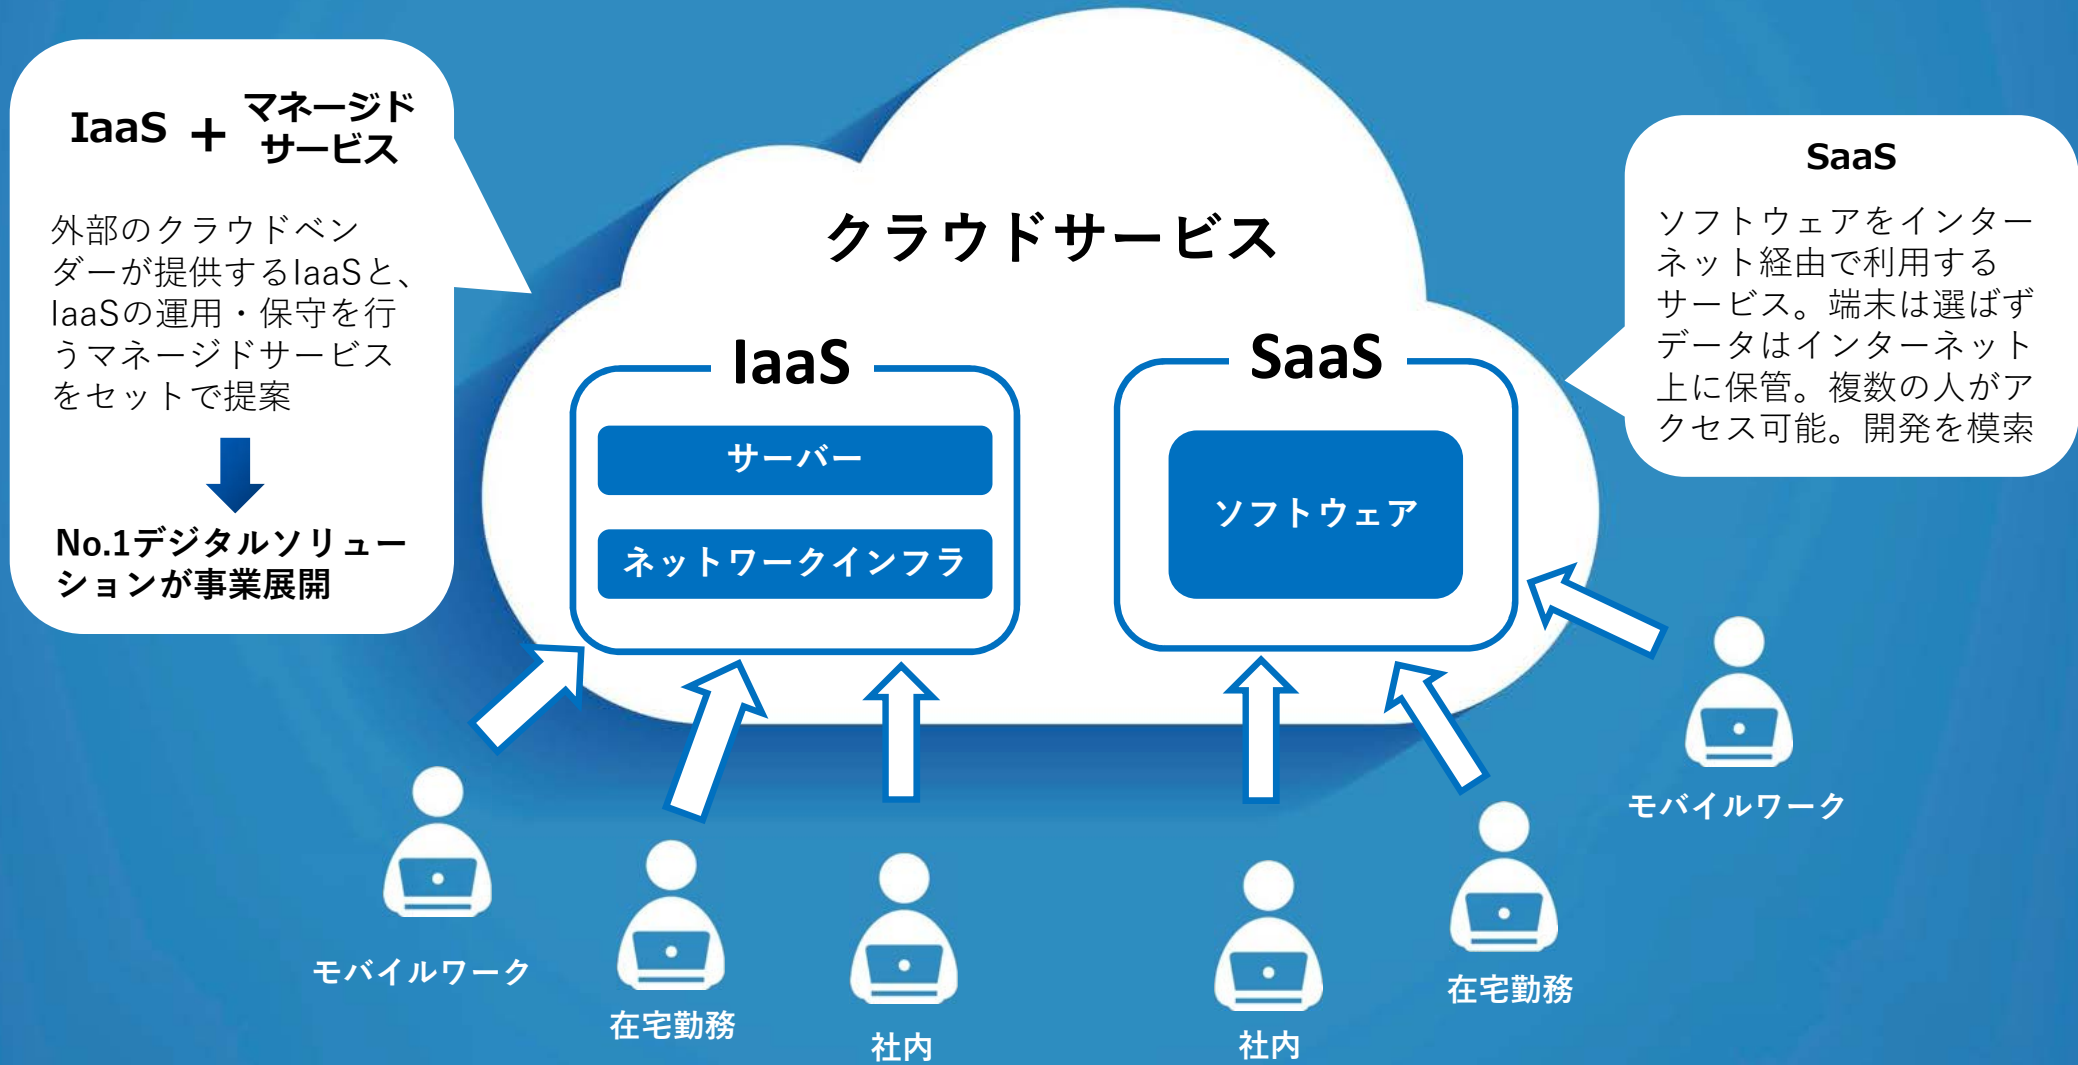 IaaS + マネージド
サービス
外部のクラウドベン
ダーが提供するIaaSと、
IaaSの運用・保守を行
うマネージドサービス
をセットで提案
No.1デジタルソリュー
ションが事業展開
クラウドサービス
IaaS
サーバー
ネットワークインフラ
SaaS
ソフトウェア
SaaS
ソフトウェアをインター
ネット経由で利用する
サービス。端末は選ばず
データはインターネット
上に保管。複数の人がア
クセス可能。開発を模索
モバイルワーク
在宅勤務
社内
社内
在宅勤務
モバイルワーク